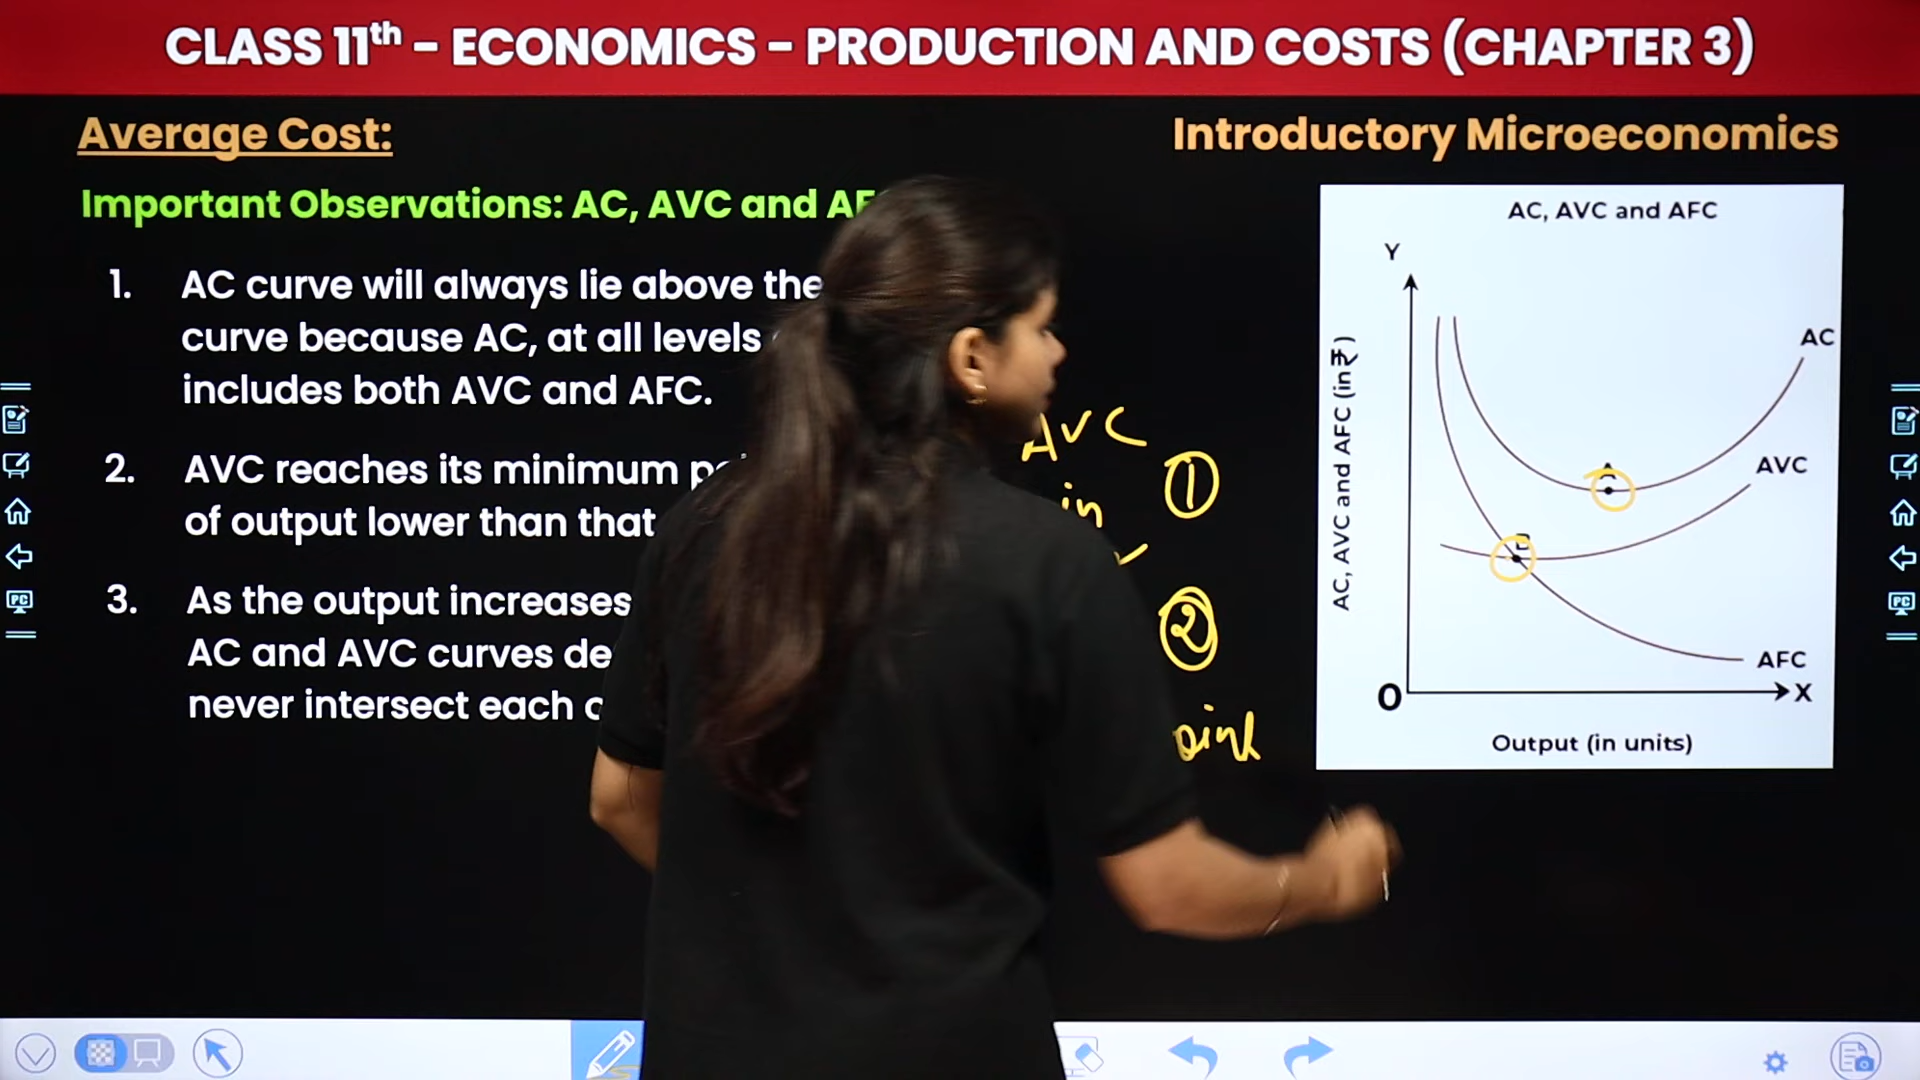 CLASS 11th – ECONOMICS – PRODUCTION AND COSTS (CHAPTER 3)
Average Cost:
Introductory Microeconomics
Important Observations: AC, AVC and
1. AC curve will always lie above the
curve because AC, at all levels
includes both AVC and AFC.
2. AVC reaches its minimum
of output lower than that
3. As the output increases
AC and AVC curves
never intersect each
AVC
in
①
②
AC, AVC and AFC
Y
AC, AVC and AFC (in ₹)
AC
A
AVC
AFC
O
X
Output (in units)
PC
PC